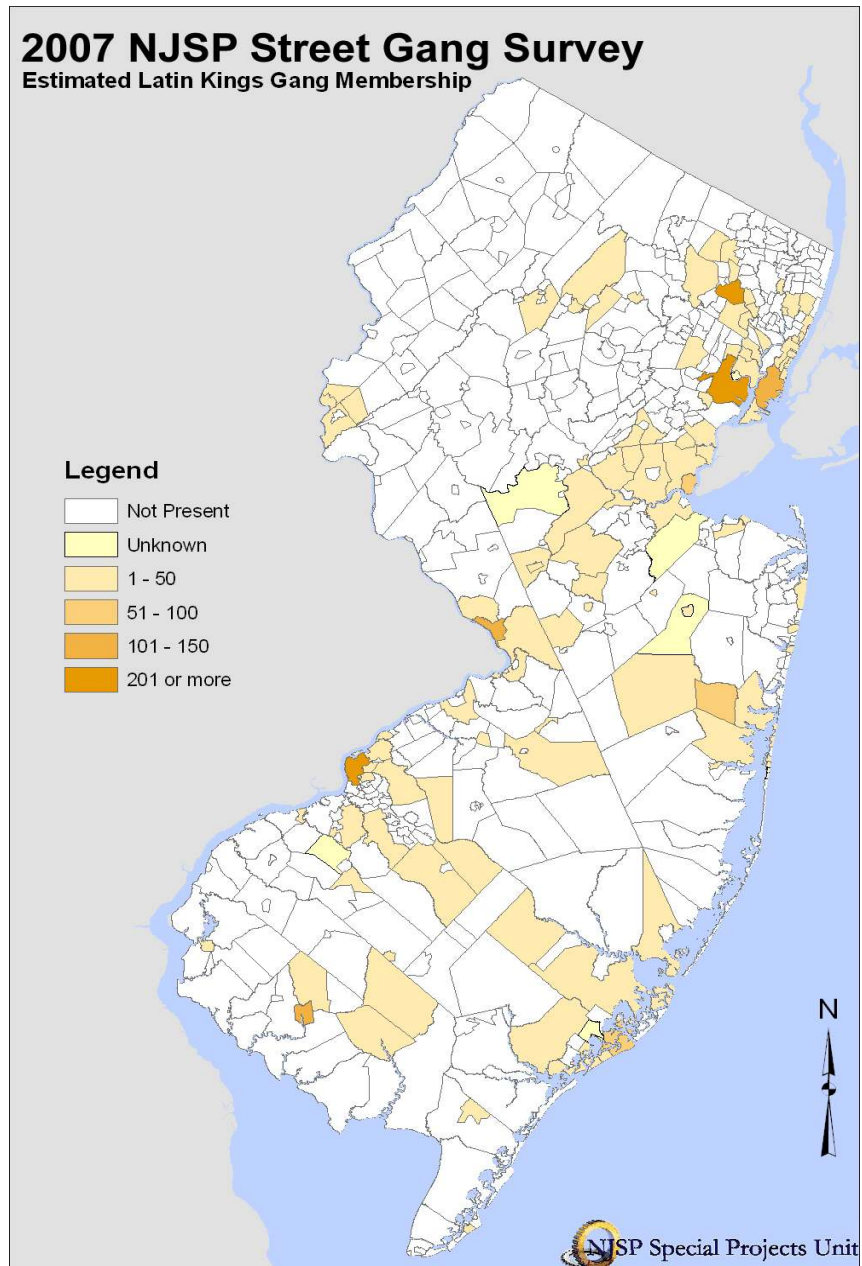 2007 NJSP Street Gang Survey
Estimated Latin Kings Gang Membership
Legend
Not Present
Unknown
1 - 50
51 - 100
101 - 150
201 or more
N
NJSP Special Projects Unit